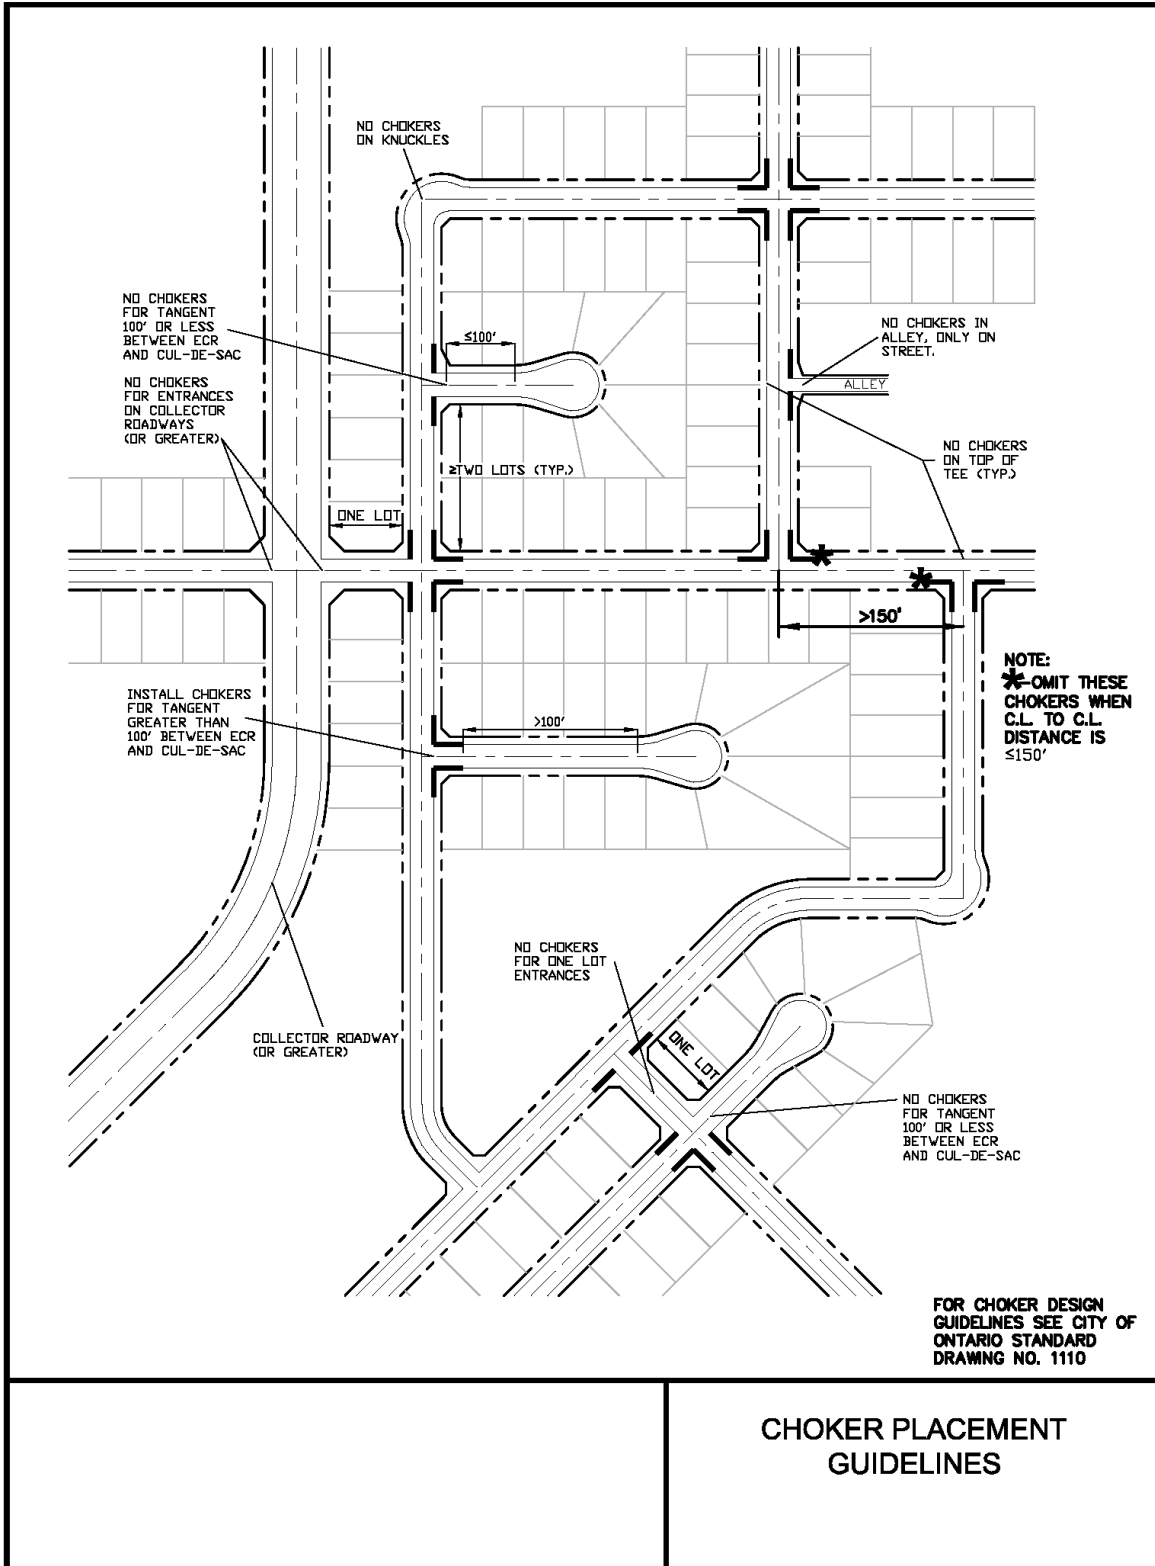 NO CHOKERS
ON KNUCKLES
NO CHOKERS
FOR TANGENT
100' OR LESS
BETWEEN ECR
AND CUL-DE-SAC
≤100'
NO CHOKERS IN
ALLEY, ONLY ON
STREET.
ALLEY
NO CHOKERS
FOR ENTRANCES
ON COLLECTOR
ROADWAYS
(OR GREATER)
NO CHOKERS
ON TOP OF
TEE (TYP.)
≥TWO LOTS (TYP.)
ONE LOT
>150'
NOTE:
*-OMIT THESE
CHOKERS WHEN
C.L. TO C.L.
DISTANCE IS
≤150'
INSTALL CHOKERS
FOR TANGENT
GREATER THAN
100' BETWEEN ECR
AND CUL-DE-SAC
>100'
NO CHOKERS
FOR ONE LOT
ENTRANCES
COLLECTOR ROADWAY
(OR GREATER)
ONE LOT
NO CHOKERS
FOR TANGENT
100' OR LESS
BETWEEN ECR
AND CUL-DE-SAC
FOR CHOKER DESIGN
GUIDELINES SEE CITY OF
ONTARIO STANDARD
DRAWING NO. 1110
CHOKER PLACEMENT
GUIDELINES